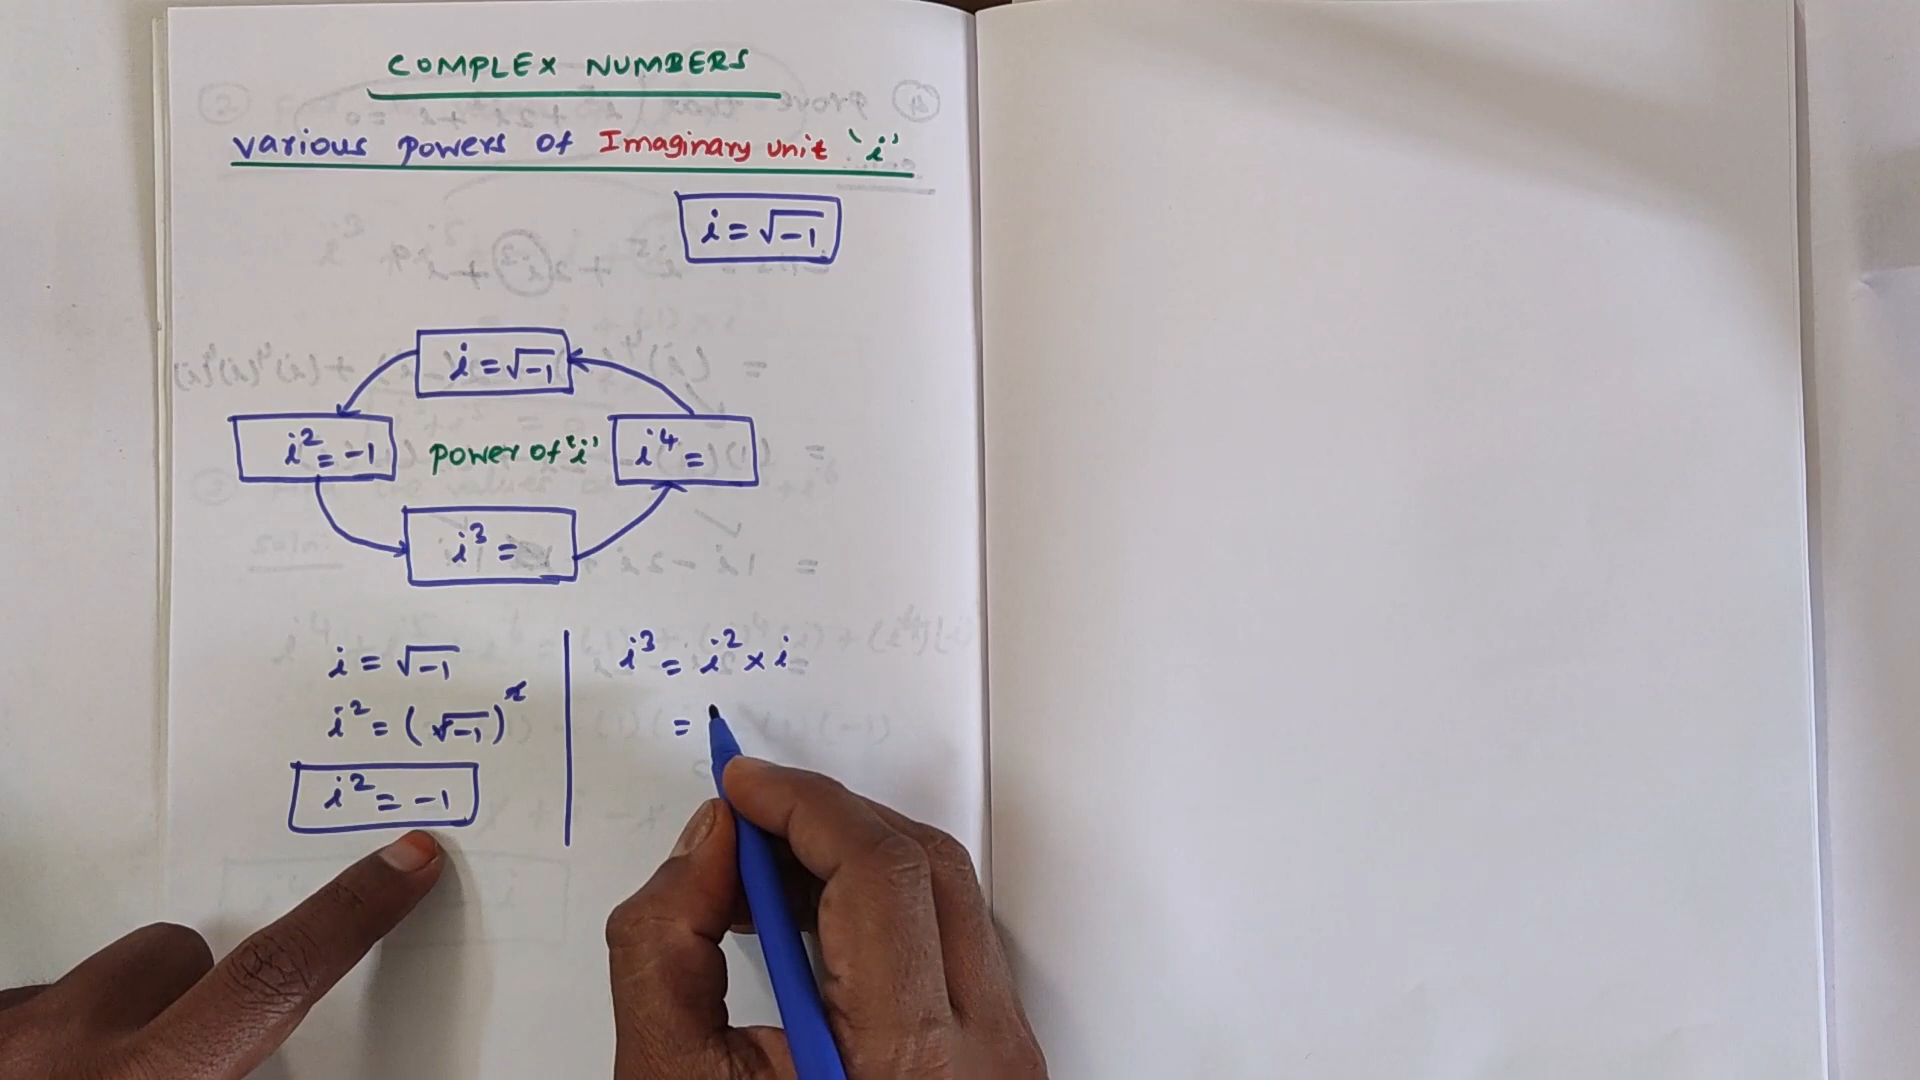 COMPLEX NUMBERS
various powers of Imaginary unit 'i'
i = √-1
i = √-1
i² = -1
power of 'i'
i⁴ =
i³ =
i = √-1
i² = (√-1)²
i² = -1
i³ = i² × i
=